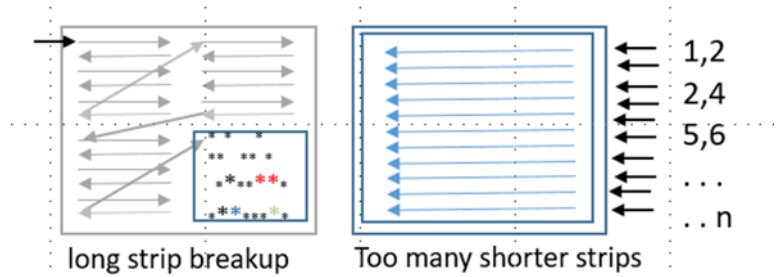 1,2
2,4
5,6
. . .
. . n
* * *
** ** *
****** *
***********
long strip breakup
Too many shorter strips